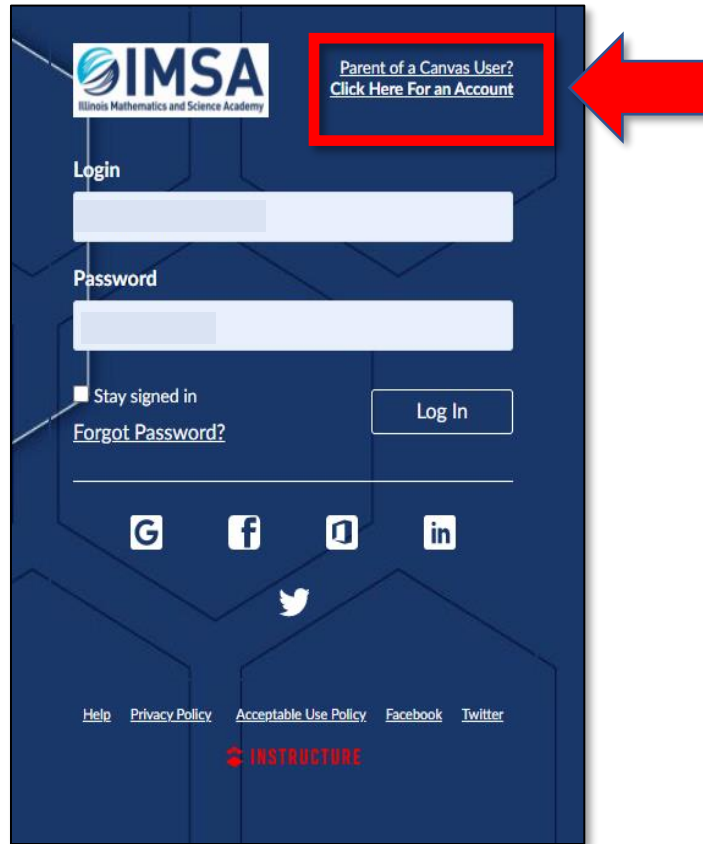 IMSA
Illinois Mathematics and Science Academy
Parent of a Canvas User?
Click Here For an Account
Login
Password
Stay signed in
Log In
Forgot Password?
G
f
in
Help Privacy Policy Acceptable Use Policy Facebook Twitter
INSTRUCTURE